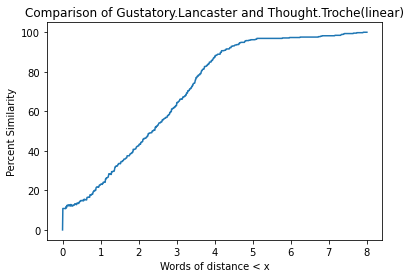 Comparison of Gustatory.Lancaster and Thought.Troche(linear)
100
80
60
40
20
0
Percent Similarity
0 1 2 3 4 5 6 7 8
Words of distance < x